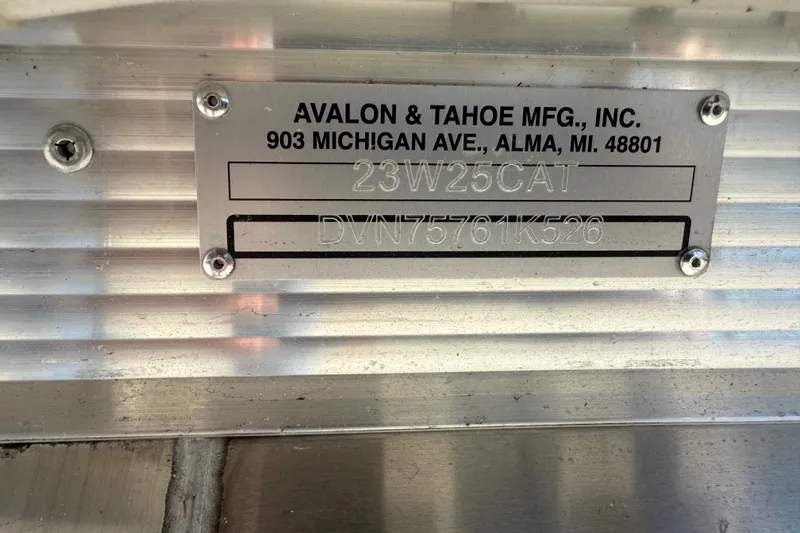 AVALON & TAHOE MFG., INC.
903 MICHIGAN AVE., ALMA, MI. 48801
23W25CAT
DVN75761K526